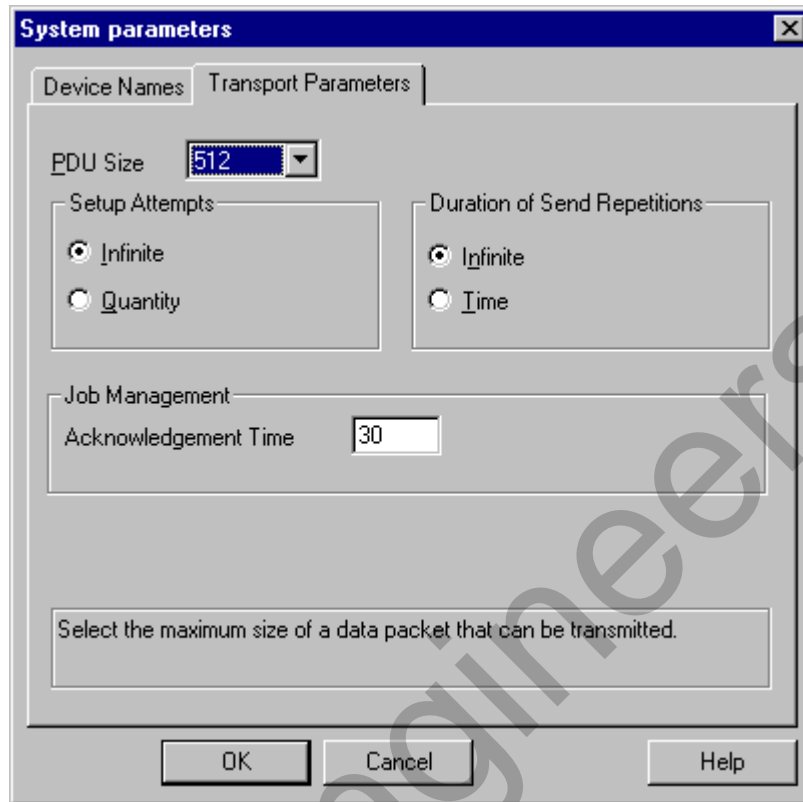 System parameters
Device Names Transport Parameters
PDU Size 512
Setup Attempts
Infinite
Quantity
Duration of Send Repetitions
Infinite
Time
Job Management
Acknowledgement Time 30
Select the maximum size of a data packet that can be transmitted.
OK Cancel Help